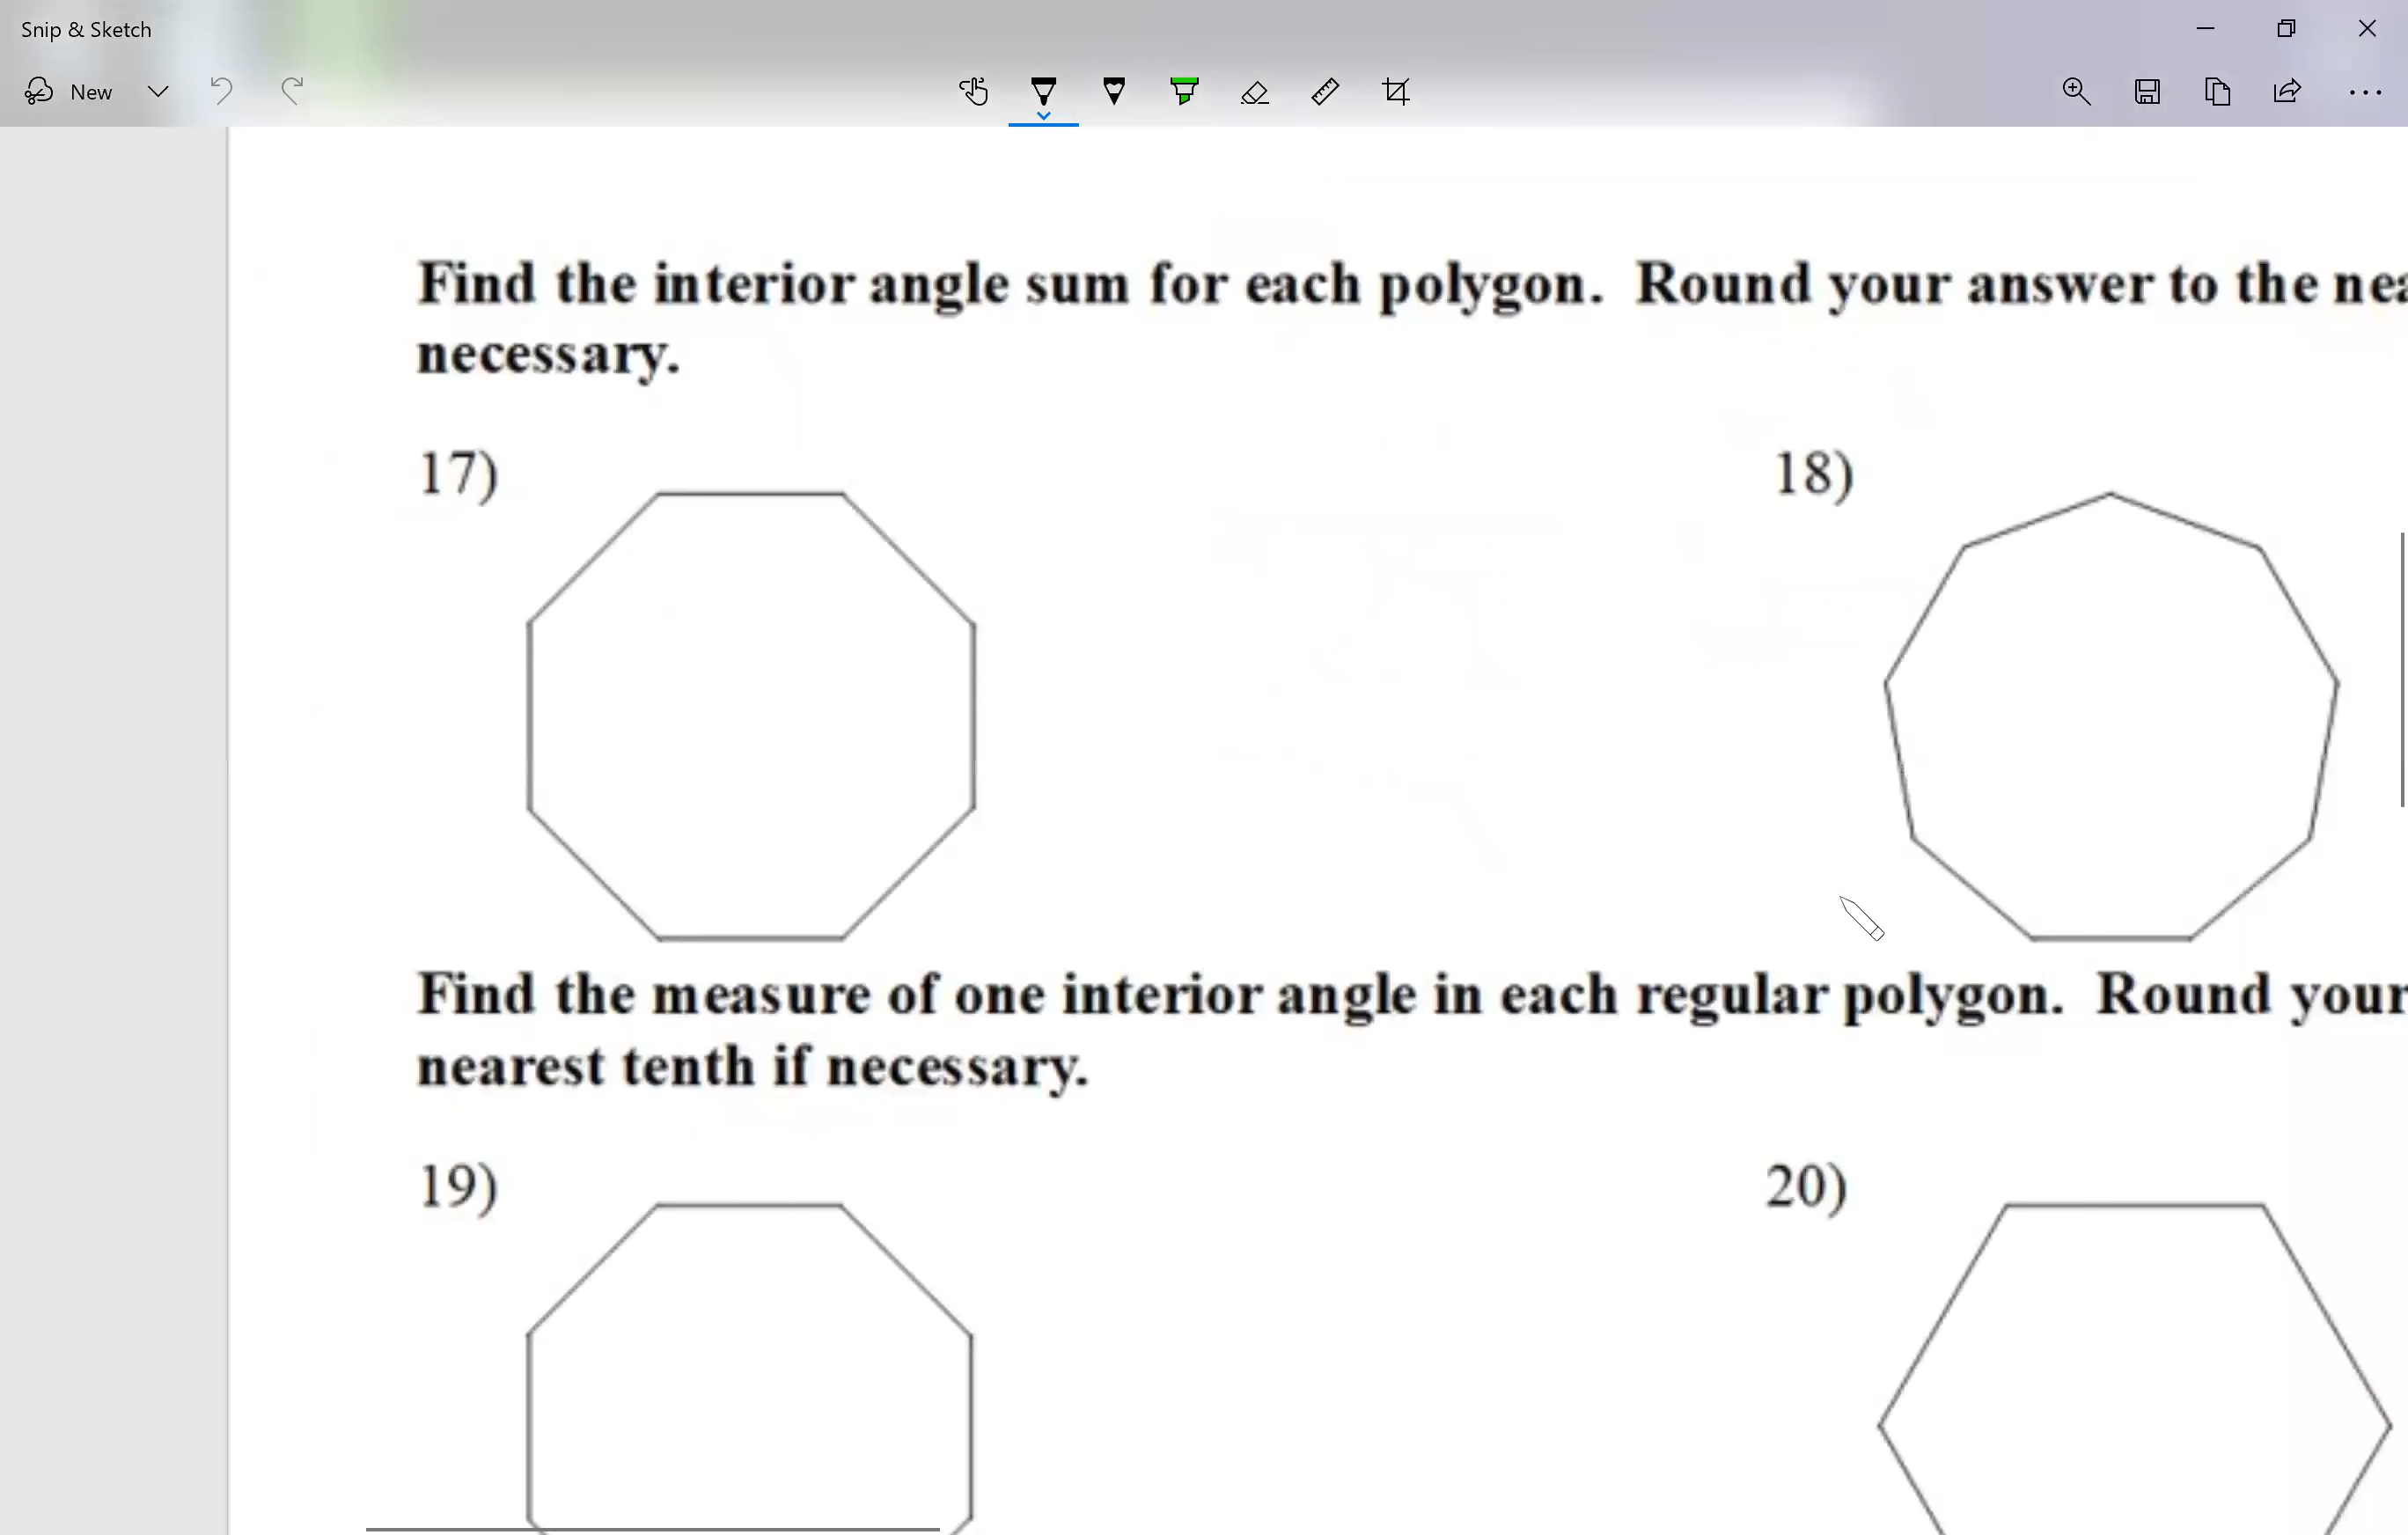 Snip & Sketch
New
Find the interior angle sum for each polygon. Round your answer to the
necessary.
17)
18)
Find the measure of one interior angle in each regular polygon. Round your
nearest tenth if necessary.
19)
20)